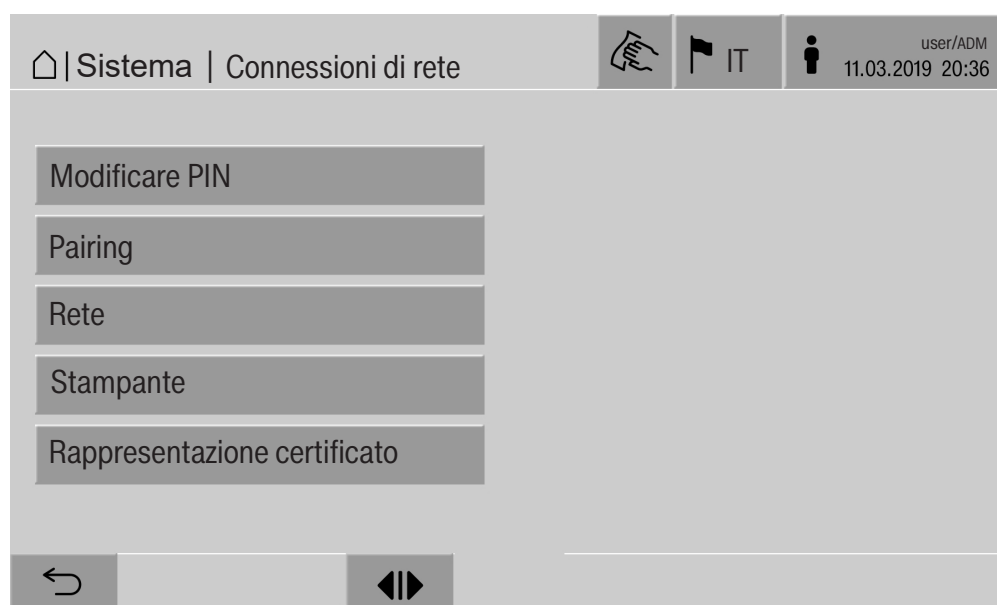 | Sistema | Connessioni di rete
IT
user/ADM
11.03.2019 20:36
Modificare PIN
Pairing
Rete
Stampante
Rappresentazione certificato